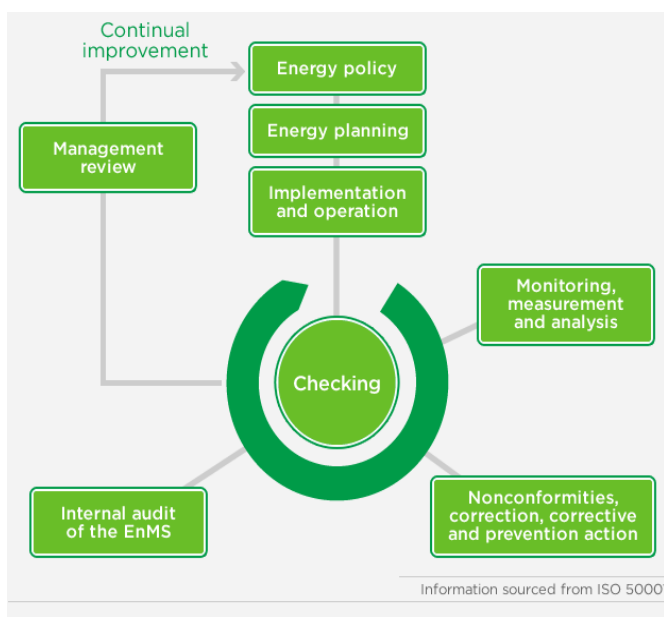 Continual
improvement
Energy policy
Energy planning
Management
review
Implementation
and operation
Monitoring,
measurement
and analysis
Checking
Internal audit
of the EnMS
Nonconformities,
correction, corrective
and prevention action
Information sourced from ISO 50001